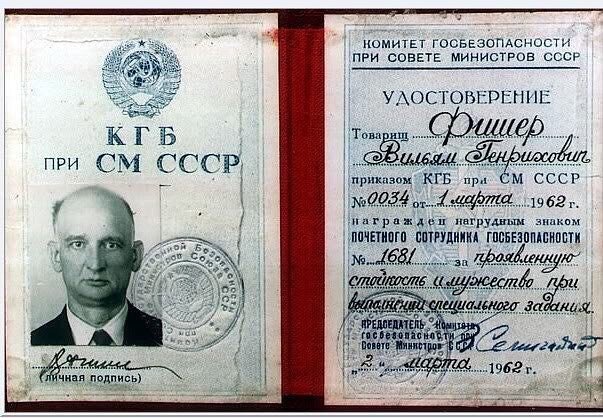 КГБ
ПРИ СМ СССР
(личная подпись)
КОМИТЕТ ГОСБЕЗОПАСНОСТИ
ПРИ СОВЕТЕ МИНИСТРОВ СССР
УДОСТОВЕРЕНИЕ
Товарищ Фишер
Вильям Генрихович
приказом КГБ при СМ СССР
№ 0034 от 1 марта 1962 г.
награжден нагрудным знаком
ПОЧЕТНОГО СОТРУДНИКА ГОСБЕЗОПАСНОСТИ
№ 1681 за проявленную
стойкость и мужество при
выполнении специального задания.
ПРЕДСЕДАТЕЛЬ Комитета
госбезопасности при
Совете Министров СССР
"2" марта 1962 г.